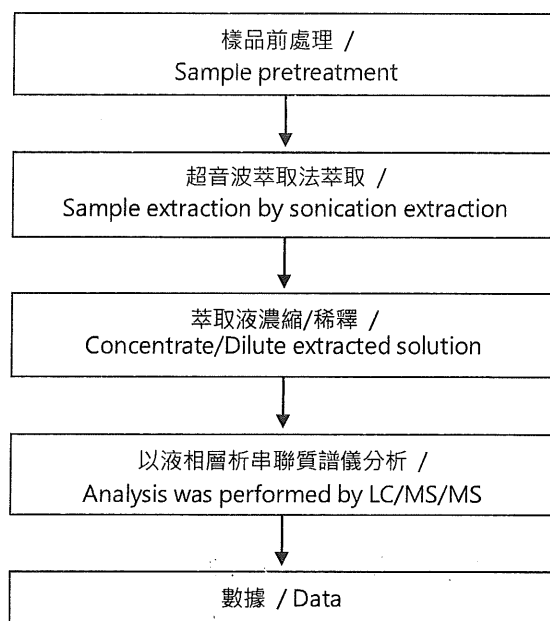 樣品前處理 /
Sample pretreatment
超音波萃取法萃取 /
Sample extraction by sonication extraction
萃取液濃縮/稀釋 /
Concentrate/Dilute extracted solution
以液相層析串聯質譜儀分析 /
Analysis was performed by LC/MS/MS
數據 / Data